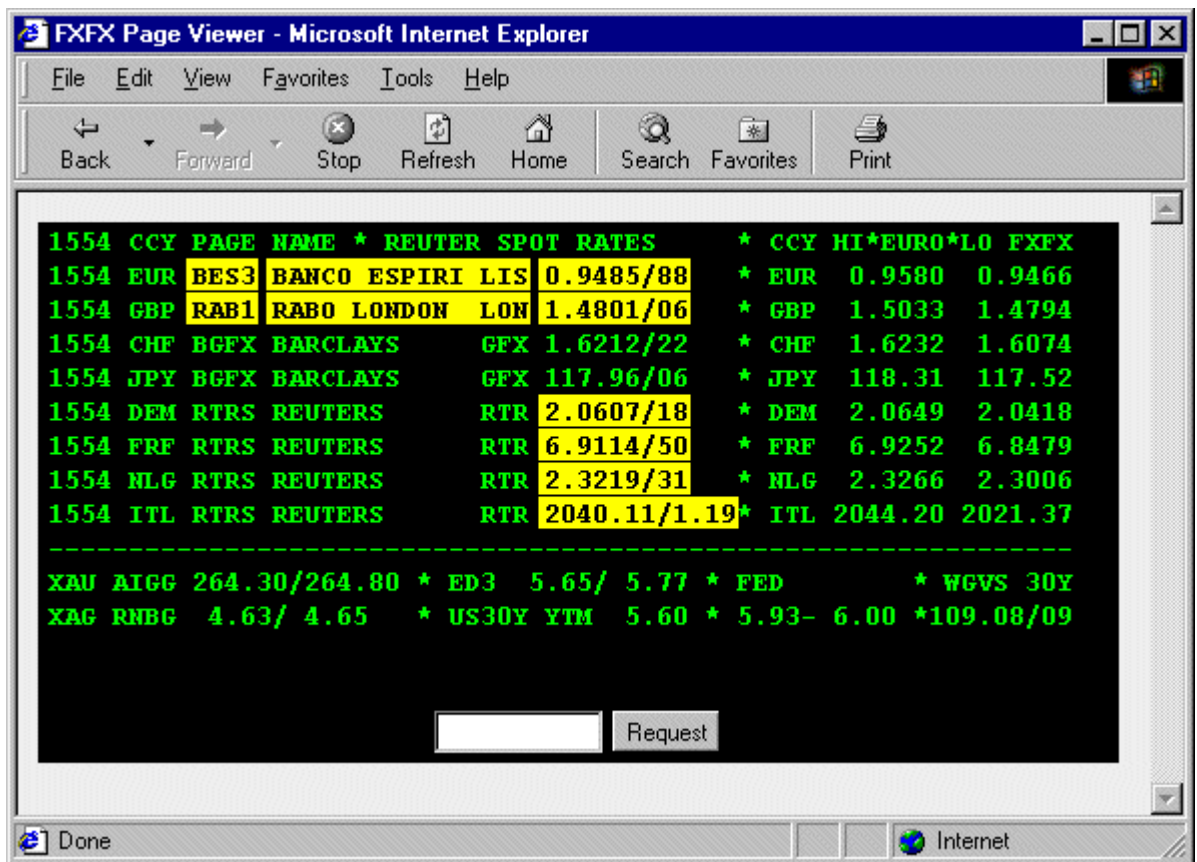 FXFX Page Viewer - Microsoft Internet Explorer
File Edit View Favorites Tools Help
Back Forward Stop Refresh Home Search Favorites Print
1554 CCY PAGE NAME * REUTER SPOT RATES * CCY HI*EURO*LO FXFX
1554 EUR BES3 BANCO ESPIRI LIS 0.9485/88 * EUR 0.9580 0.9466
1554 GBP RAB1 RABO LONDON LON 1.4801/06 * GBP 1.5033 1.4794
1554 CHF BGFX BARCLAYS GFX 1.6212/22 * CHF 1.6232 1.6074
1554 JPY BGFX BARCLAYS GFX 117.96/06 * JPY 118.31 117.52
1554 DEM RTRS REUTERS RTR 2.0607/18 * DEM 2.0649 2.0418
1554 FRF RTRS REUTERS RTR 6.9114/50 * FRF 6.9252 6.8479
1554 NLG RTRS REUTERS RTR 2.3219/31 * NLG 2.3266 2.3006
1554 ITL RTRS REUTERS RTR 2040.11/1.19* ITL 2044.20 2021.37
------------------------------------------------------------------
XAU AIGG 264.30/264.80 * ED3 5.65/ 5.77 * FED * WGVS 30Y
XAG RNBG 4.63/ 4.65 * US30Y YTM 5.60 * 5.93- 6.00 *109.08/09
Request
Done Internet